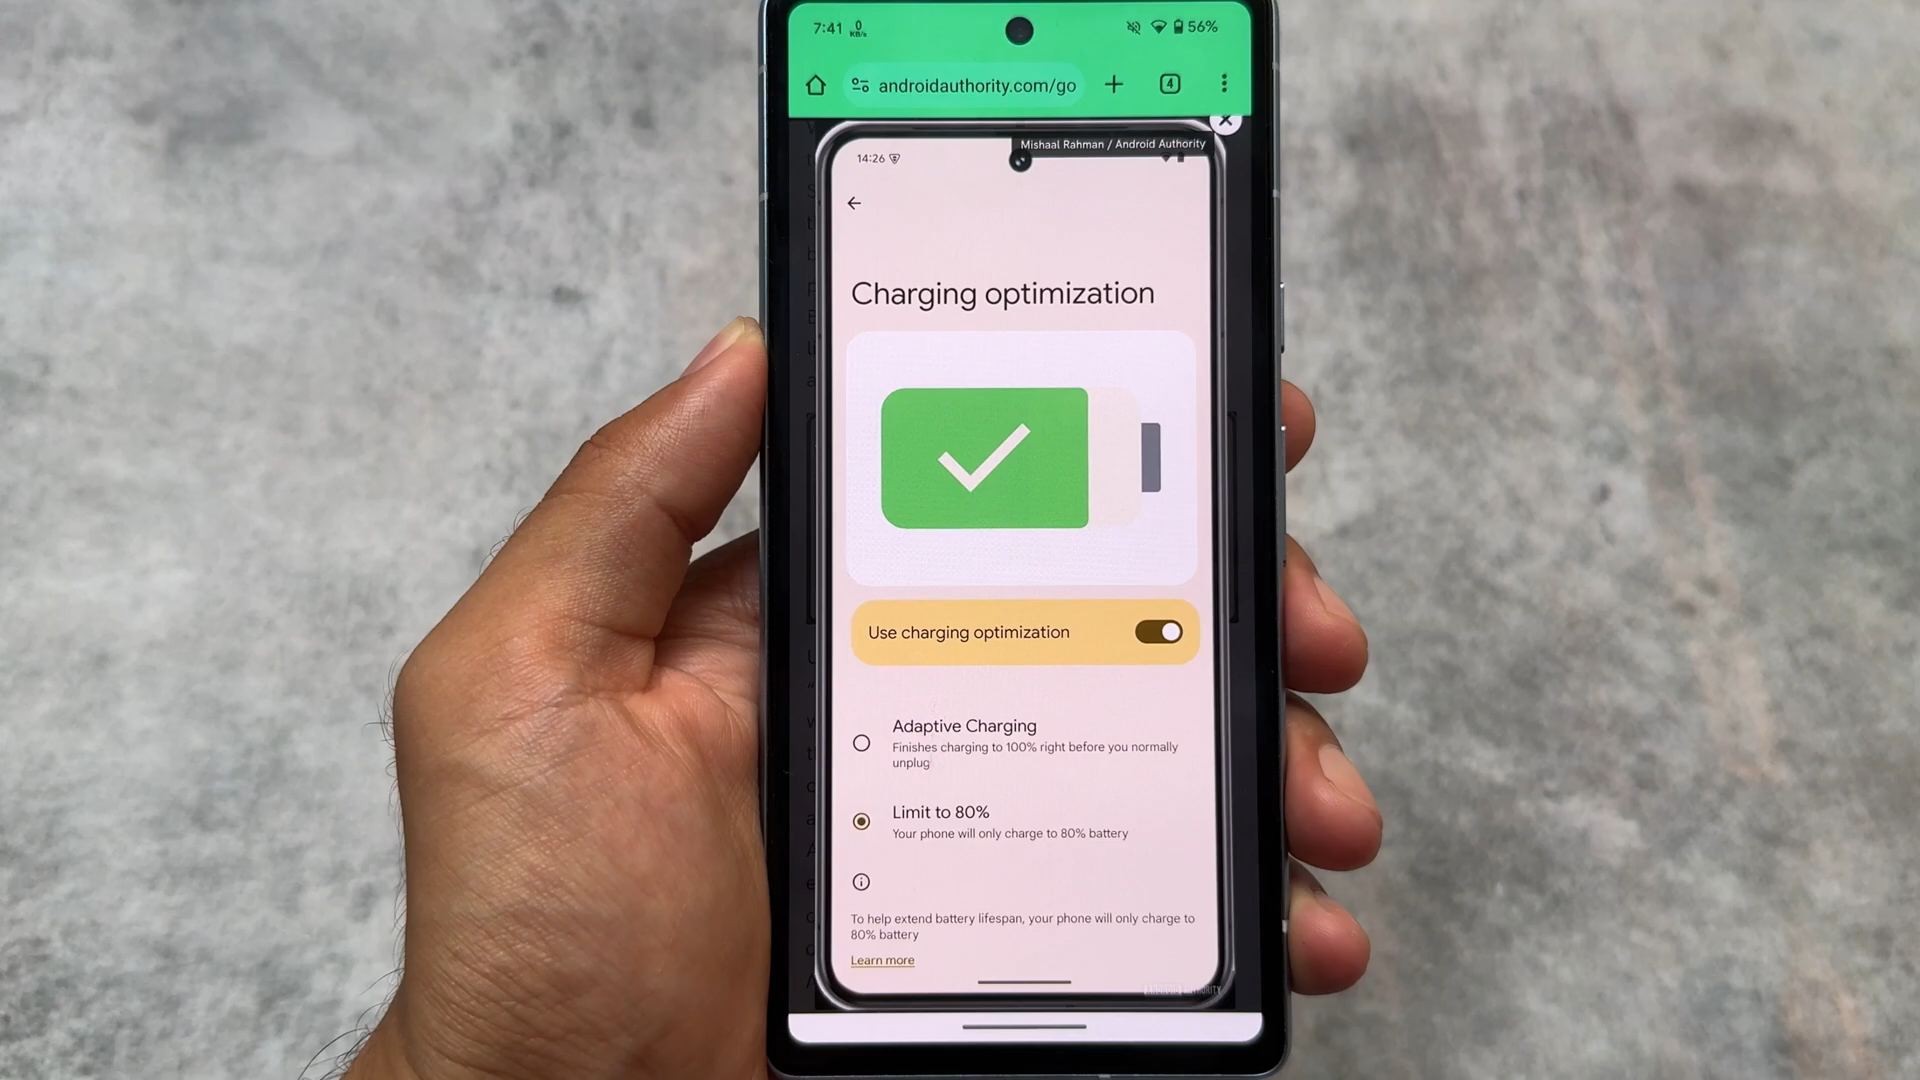 7:41 0 KB/s 56%
androidauthority.com/go 4
Mishaal Rahman / Android Authority
14:26
Charging optimization
Use charging optimization
Adaptive Charging
Finishes charging to 100% right before you normally
unplug
Limit to 80%
Your phone will only charge to 80% battery
To help extend battery lifespan, your phone will only charge to
80% battery
Learn more
ANDROID AUTHORITY